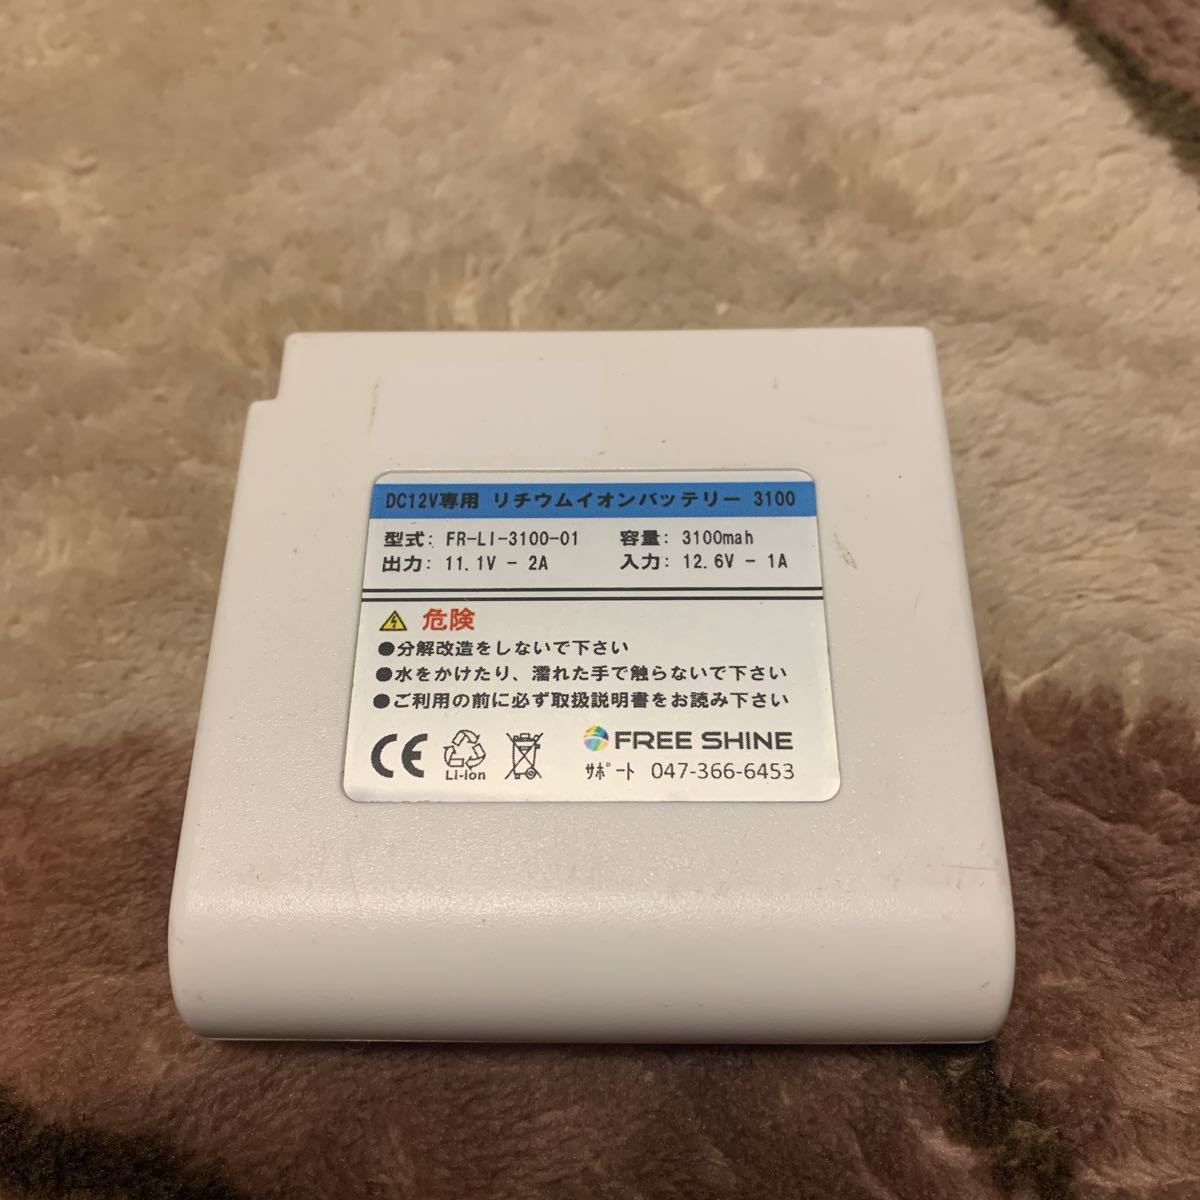 DC12V専用 リチウムイオンバッテリー 3100
型式: FR-LI-3100-01 容量: 3100mah
出力: 11.1V - 2A 入力: 12.6V - 1A
危険
●分解改造をしないで下さい
●水をかけたり、濡れた手で触らないで下さい
●ご利用の前に必ず取扱説明書をお読み下さい
CE Li-ion FREE SHINE
ｻﾎﾟｰﾄ 047-366-6453